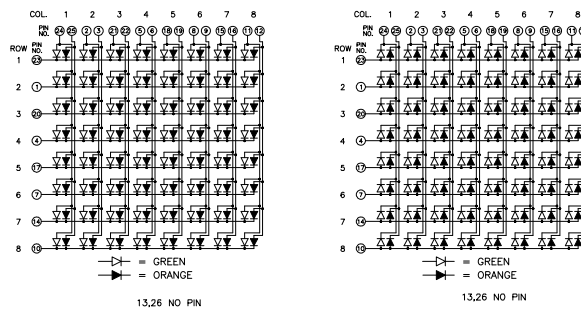 COL. 1 2 3 4 5 6 7 8
PIN NO. 24 25 2 3 21 22 5 6 18 19 8 9 15 16 11 12
ROW PIN NO.
1 23
2 1
3 20
4 4
5 17
6 7
7 14
8 10
= GREEN
= ORANGE
13,26 NO PIN
COL. 1 2 3 4 5 6 7 8
PIN NO. 24 25 2 3 21 22 5 6 18 19 8 9 15 16 11
ROW PIN NO.
1 23
2 1
3 20
4 4
5 17
6 7
7 14
8 10
= GREEN
= ORANGE
13,26 NO PIN